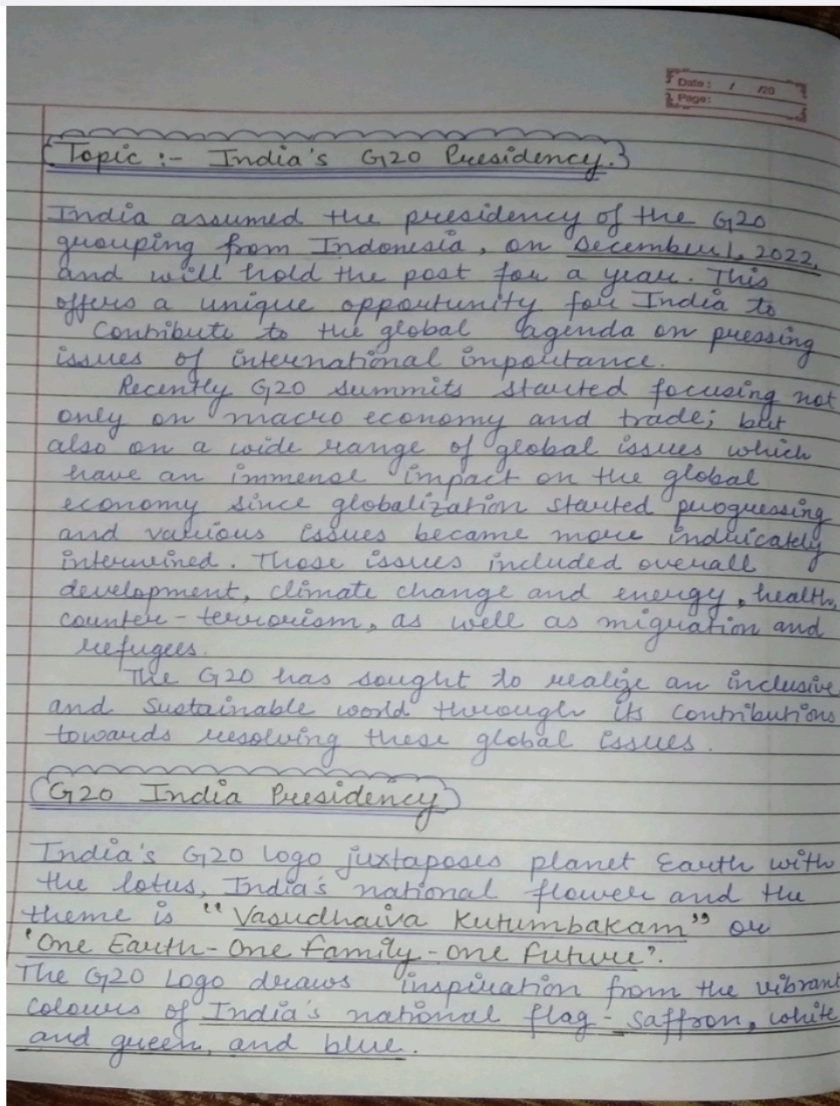 Date: / /20
Page:
Topic :- India's G20 Presidency.
India assumed the presidency of the G20
grouping from Indonesia, on December 1, 2022,
and will hold the post for a year. This
offers a unique opportunity for India to
Contribute to the global agenda on pressing
issues of international importance.
Recently G20 summits started focusing not
only on macro economy and trade; but
also on a wide range of global issues which
have an immense impact on the global
economy since globalization started progressing
and various issues became more indricately
interwined. Those issues included overall
development, climate change and energy, health,
counter-terrorism, as well as migration and
refugees.
The G20 has sought to realize an inclusive
and Sustainable world through its contributions
towards resolving these global issues.
G20 India Presidency
India's G20 logo juxtaposes planet Earth with
the lotus, India's national flower and the
theme is "Vasudhaiva Kutumbakam" or
'One Earth-One family-One future'.
The G20 Logo draws inspiration from the vibrant
colours of India's national flag - saffron, white
and green, and blue.